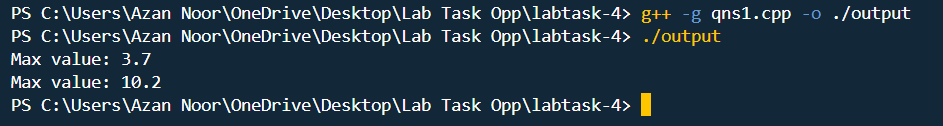 PS C:\Users\Azan Noor\OneDrive\Desktop\Lab Task Opp\labtask-4> g++ -g qns1.cpp -o ./output
PS C:\Users\Azan Noor\OneDrive\Desktop\Lab Task Opp\labtask-4> ./output
Max value: 3.7
Max value: 10.2
PS C:\Users\Azan Noor\OneDrive\Desktop\Lab Task Opp\labtask-4>